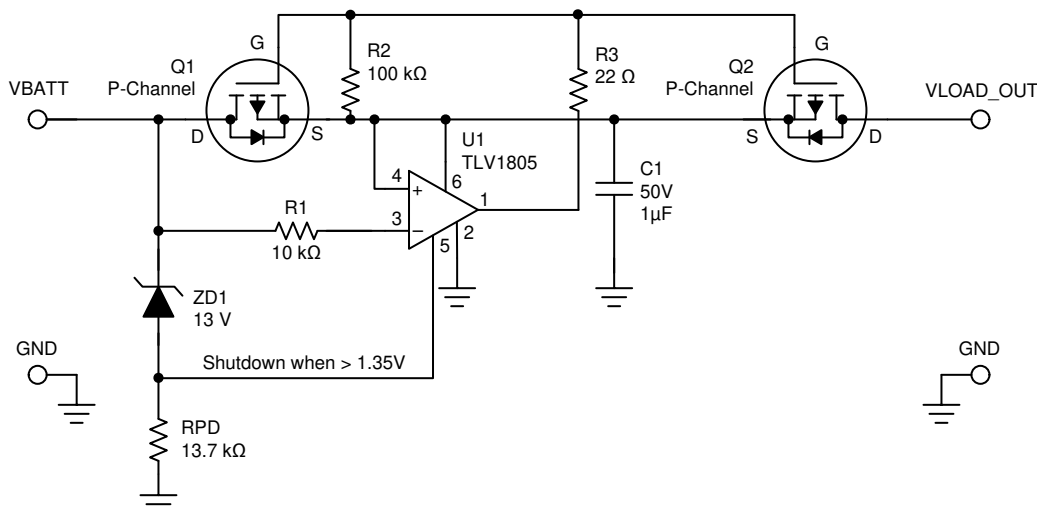 G
R2
100 kΩ
R3
22 Ω
G
Q1
P-Channel
Q2
P-Channel
VBATT
VLOAD_OUT
D
S
S
D
U1
TLV1805
4
+
6
1
3
−
5
2
C1
50V
1µF
R1
10 kΩ
ZD1
13 V
GND
GND
Shutdown when > 1.35V
RPD
13.7 kΩ